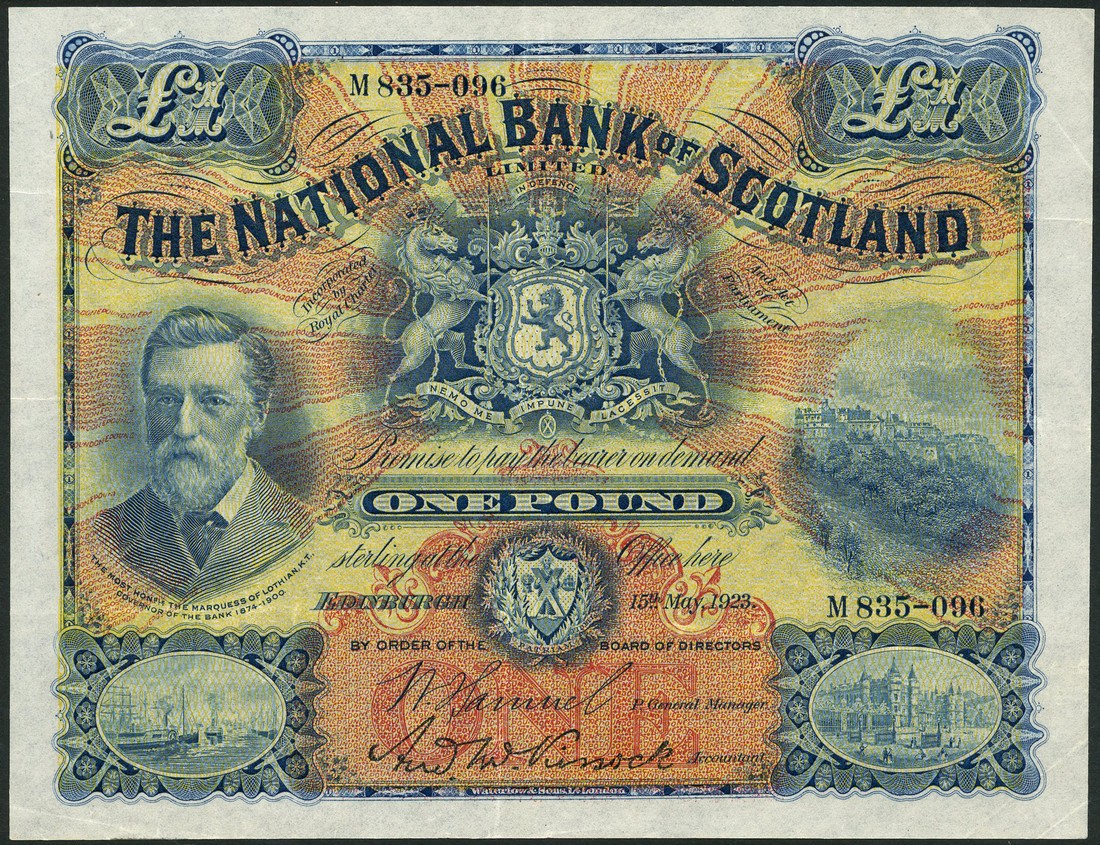 M 835-096
THE NATIONAL BANK OF SCOTLAND
LIMITED
IN DEFENCE
Incorporated by Royal Charter
And Act of Parliament
NEMO ME IMPUNE LACESSIT
Promise to pay the bearer on demand
ONE POUND
sterling at the Office here
EDINBURGH 15th May, 1923.
THE MOST HONBLE THE MARQUESS OF LOTHIAN, K.T.
GOVERNOR OF THE BANK 1874-1900.
M 835-096
PATRIAM
BY ORDER OF THE BOARD OF DIRECTORS
W. Samuel P. General Manager.
ONE
Accountant.
Waterlow & Sons Ld. London